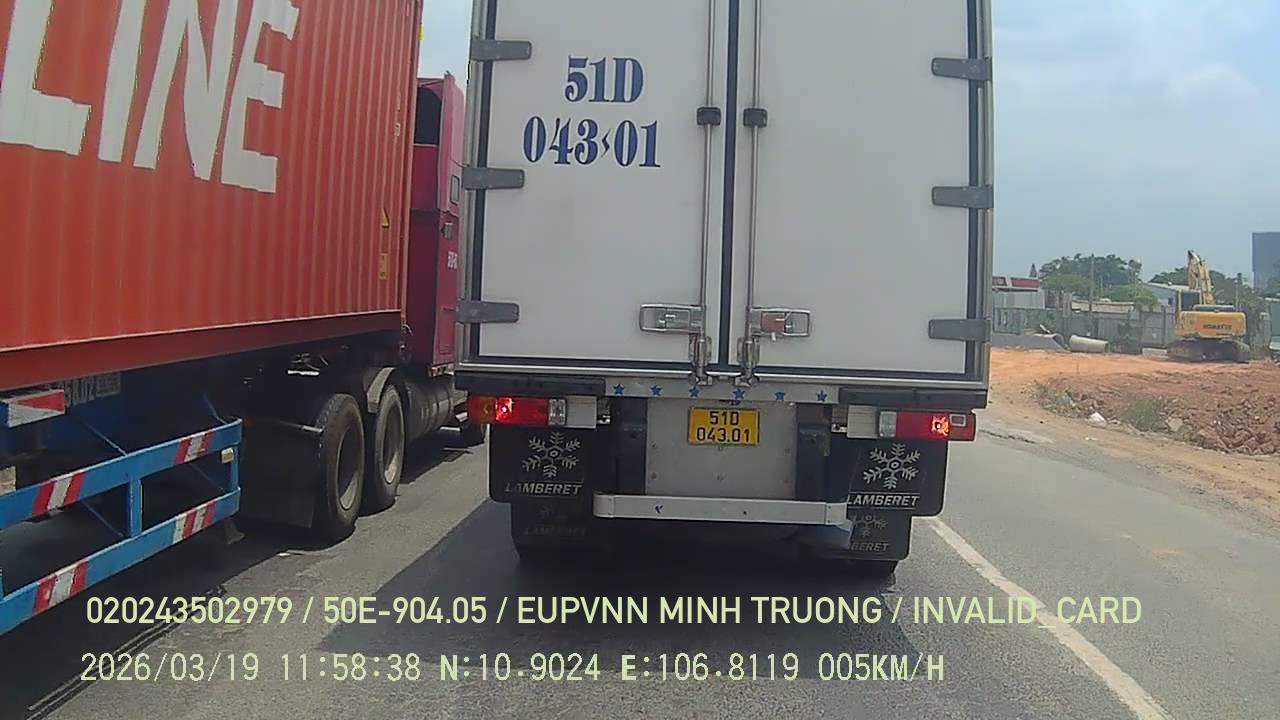 LINE
51D
043.01
51D
043.01
LAMBERET
LAMBERET
LAMBERET
KOMATSU
020243502979 / 50E-904.05 / EUPVNN MINH TRUONG / INVALID_CARD
2026/03/19 11:58:38 N:10.9024 E:106.8119 005KM/H